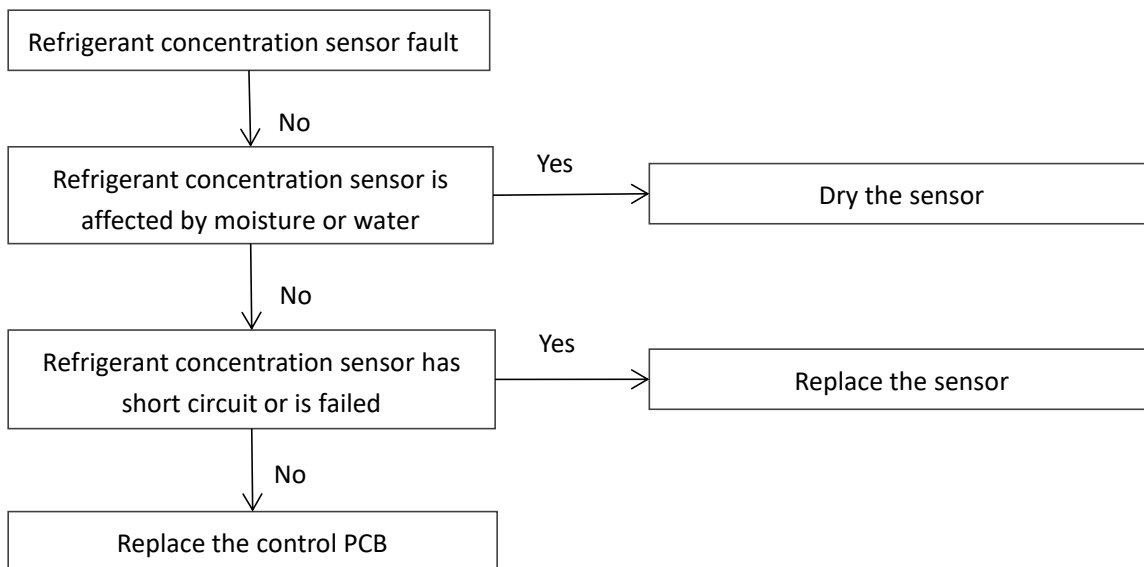 Refrigerant concentration sensor fault
No
Refrigerant concentration sensor is
affected by moisture or water
Yes
Dry the sensor
No
Refrigerant concentration sensor has
short circuit or is failed
Yes
Replace the sensor
No
Replace the control PCB